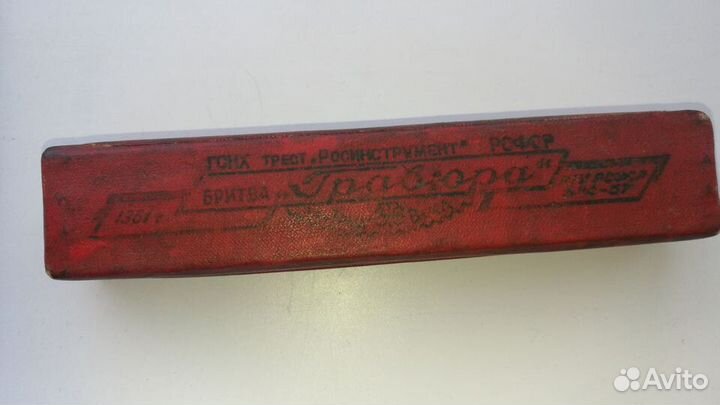 ГСНХ ТРЕСТ „РОСИНСТРУМЕНТ" РСФСР
БРИТВА „Гравюра"
1961 г
Avito